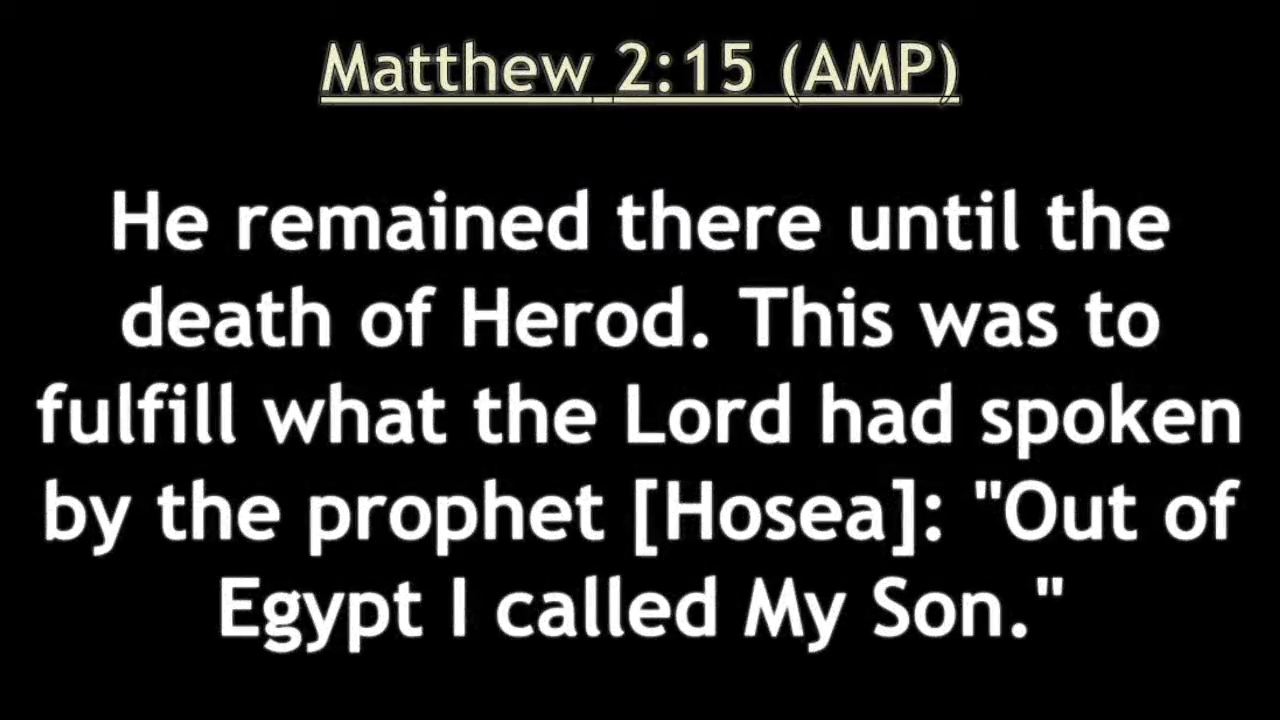 Matthew 2:15 (AMP)
He remained there until the
death of Herod. This was to
fulfill what the Lord had spoken
by the prophet [Hosea]: "Out of
Egypt I called My Son."